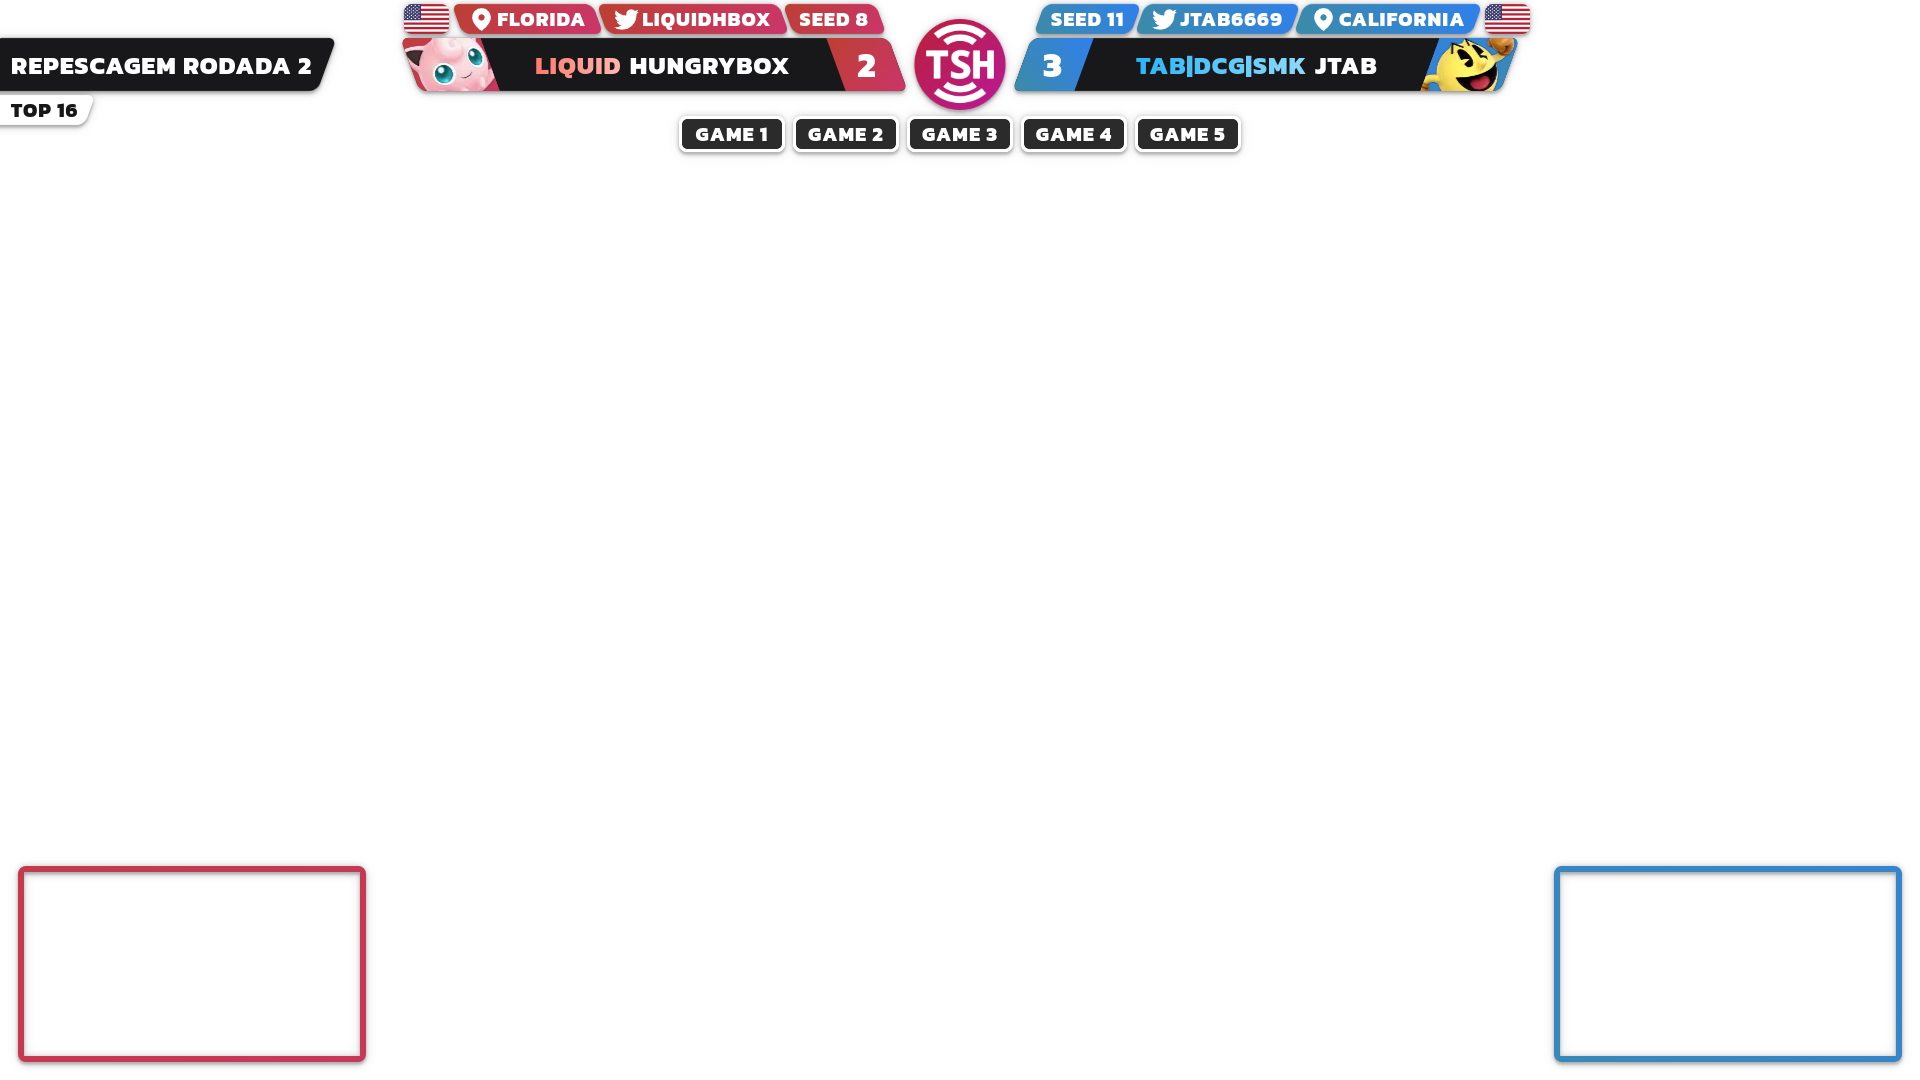 FLORIDA LIQUIDHBOX SEED 8
SEED 11 JTAB6669 CALIFORNIA
REPESCAGEM RODADA 2
LIQUID HUNGRYBOX 2
TSH
3 TAB|DCG|SMK JTAB
TOP 16
GAME 1 GAME 2 GAME 3 GAME 4 GAME 5